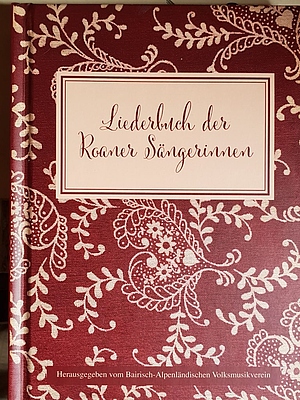 Liederbuch der
Roaner Sängerinnen
Herausgegeben vom Bairisch-Alpenländischen Volksmusikverein